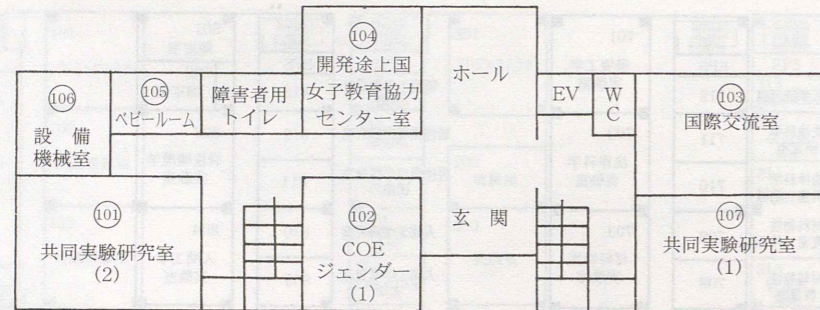 104
開発途上国
女子教育協力
センター室
ホール
106
設備
機械室
105
ベビールーム
障害者用
トイレ
EV
WC
103
国際交流室
101
共同実験研究室
(2)
102
COE
ジェンダー
(1)
玄関
107
共同実験研究室
(1)